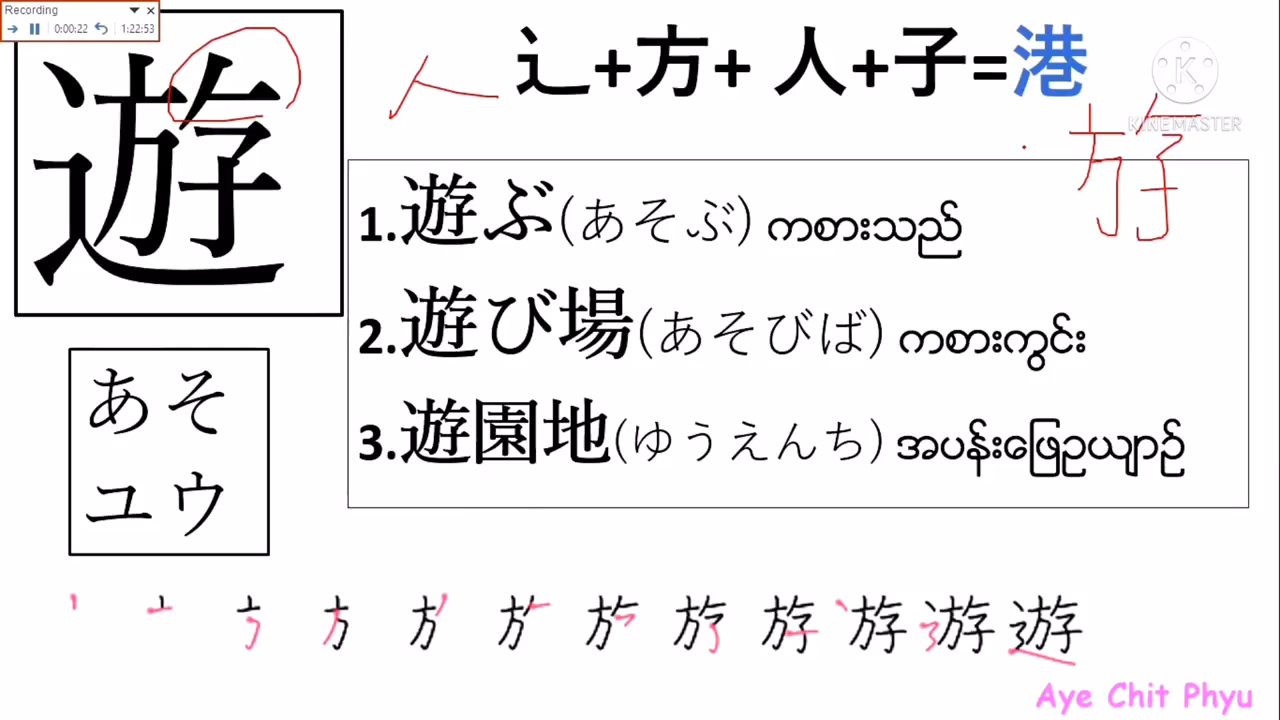 Recording
0:00:22 1:22:53
遊
人
辶+方+ 人+子=港
KINEMASTER
斿
1.遊ぶ(あそぶ) ကစားသည်
2.遊び場(あそびば) ကစားကွင်း
3.遊園地(ゆうえんち) အပန်းဖြေဥယျာဉ်
あそ
ユウ
遊
Aye Chit Phyu